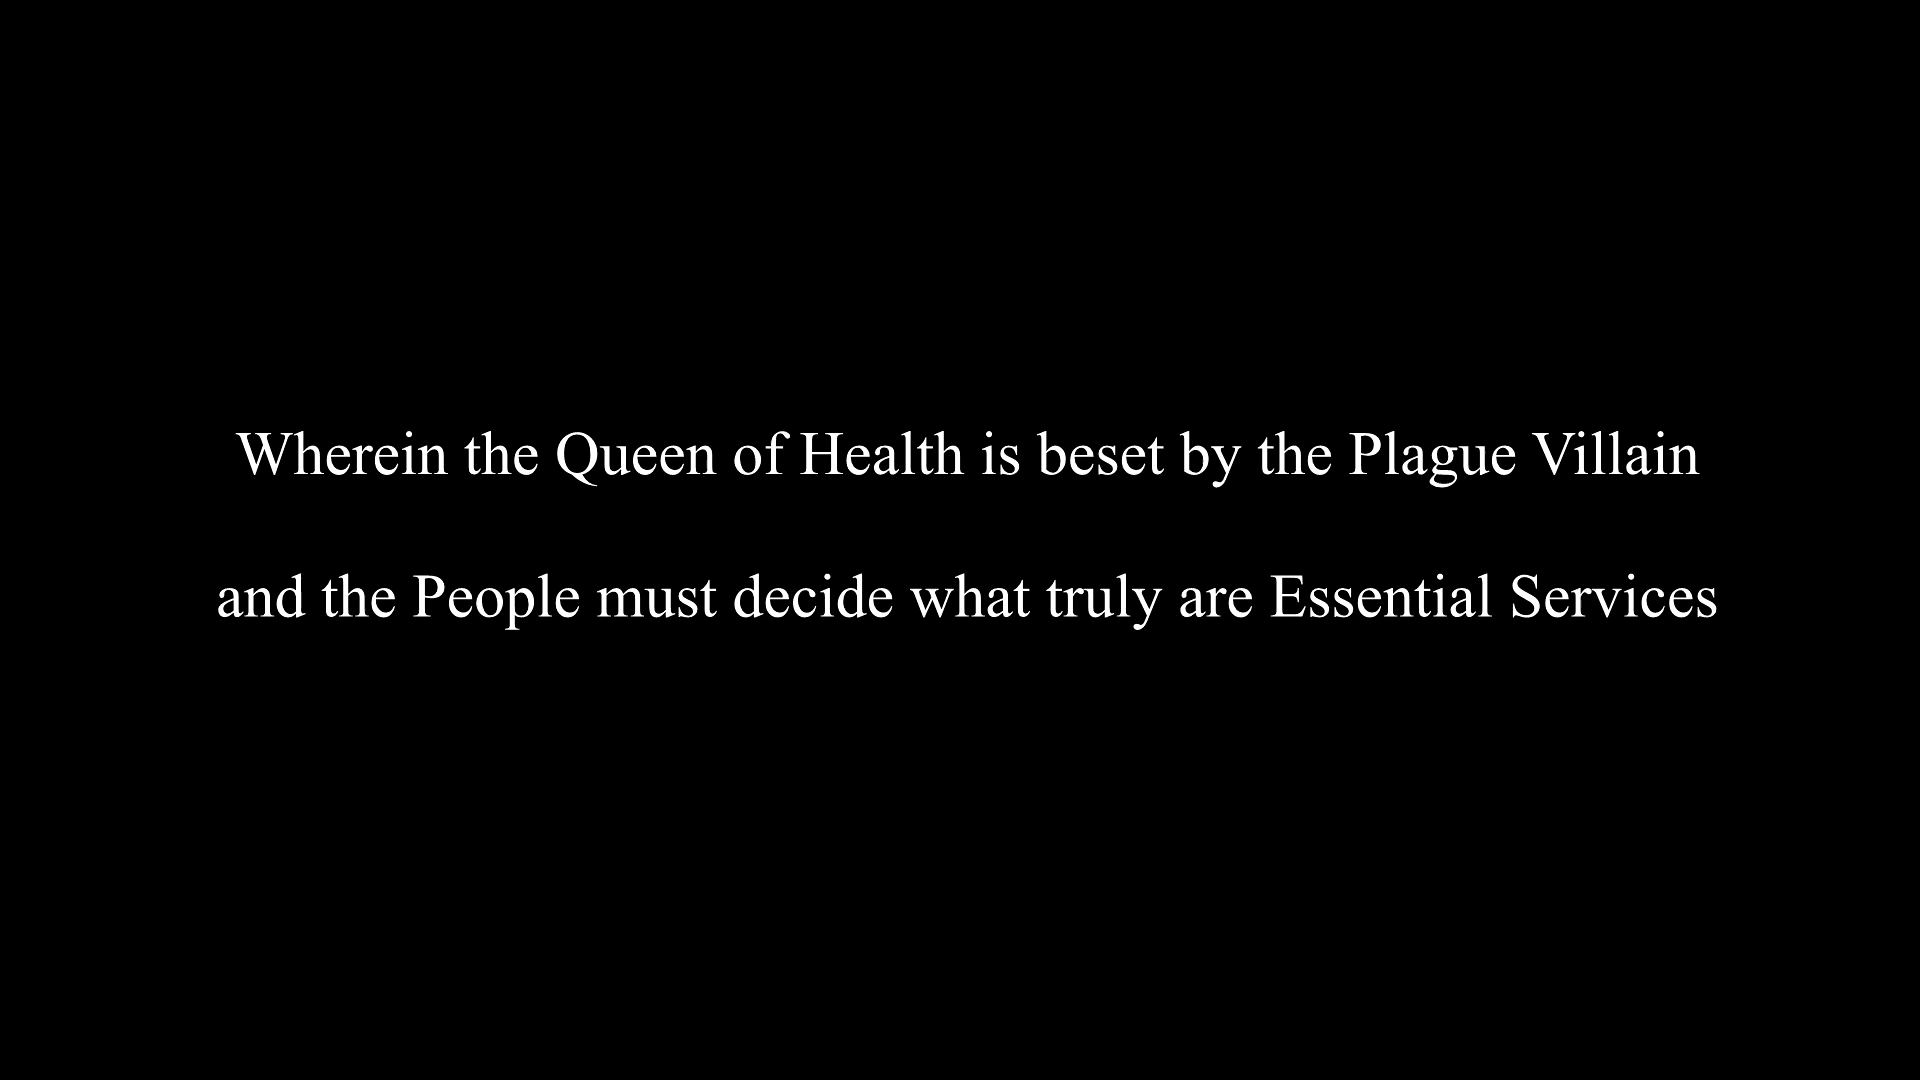 Wherein the Queen of Health is beset by the Plague Villain
and the People must decide what truly are Essential Services